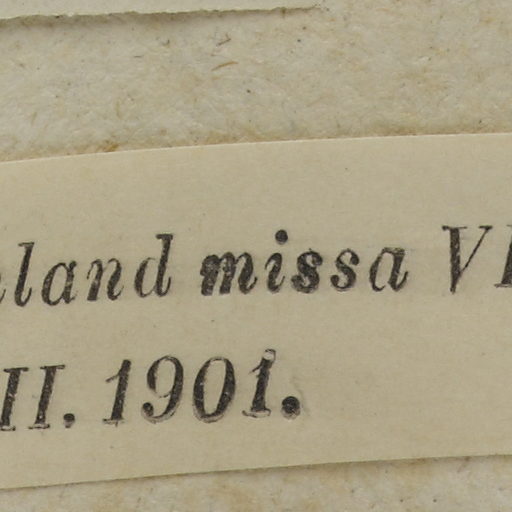 land missa VI
II. 1901.